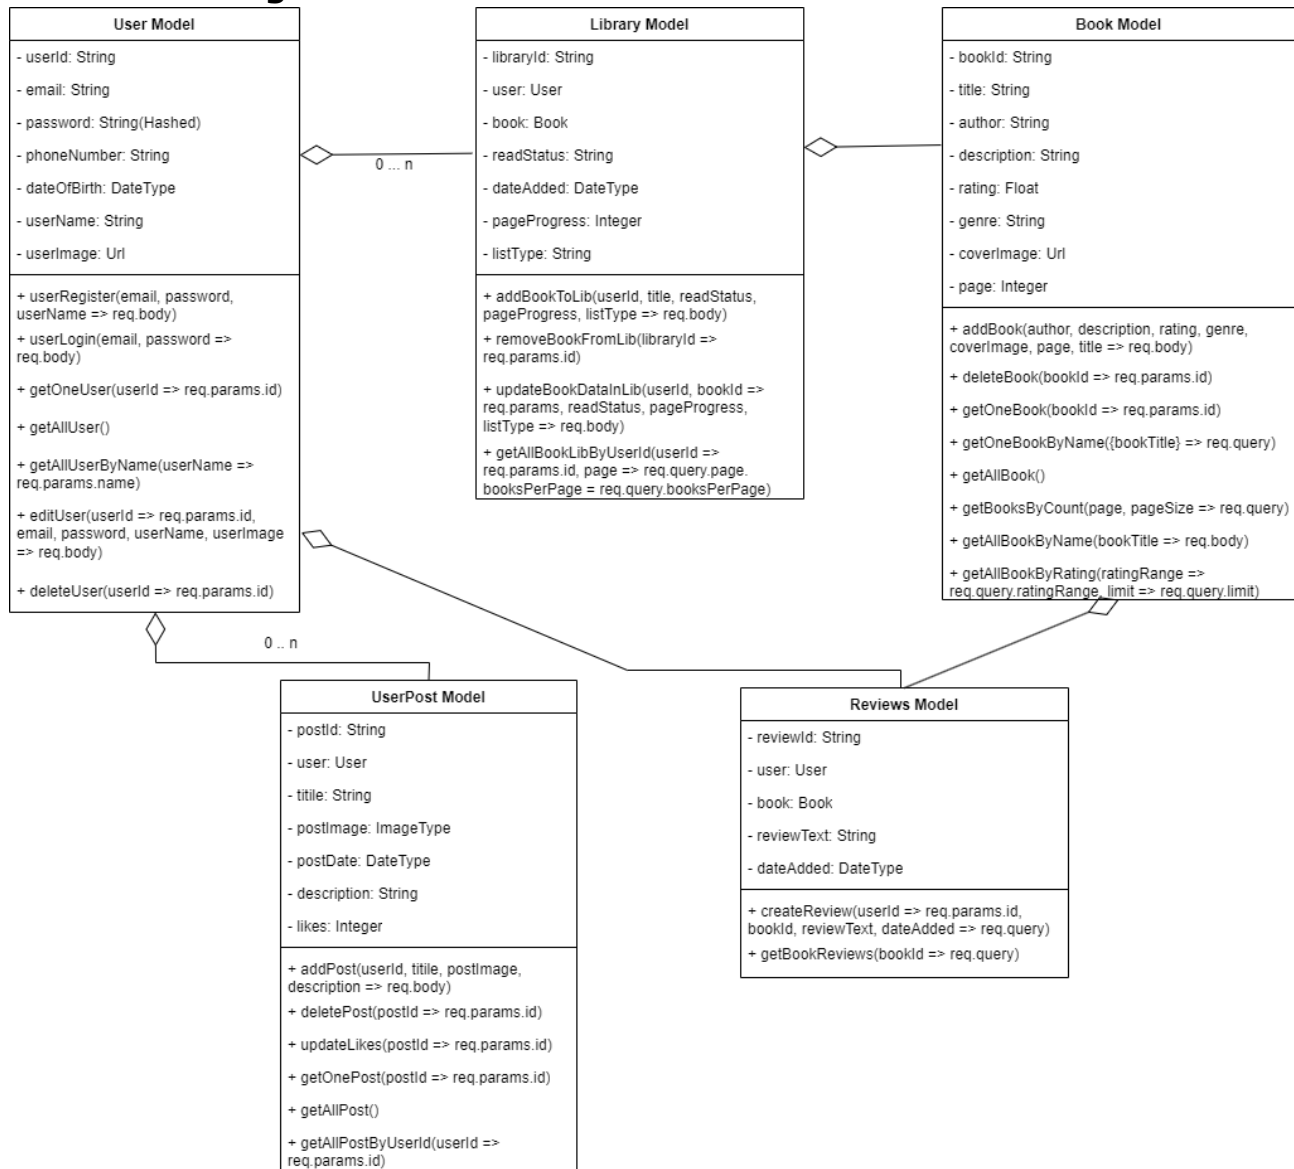 User Model
- userId: String
- email: String
- password: String(Hashed)
- phoneNumber: String
- dateOfBirth: DateType
- userName: String
- userImage: Url
+ userRegister(email, password,
userName => req.body)
+ userLogin(email, password =>
req.body)
+ getOneUser(userId => req.params.id)
+ getAllUser()
+ getAllUserByName(userName =>
req.params.name)
+ editUser(userId => req.params.id,
email, password, userName, userImage
=> req.body)
+ deleteUser(userId => req.params.id)
0 ... n
Library Model
- libraryId: String
- user: User
- book: Book
- readStatus: String
- dateAdded: DateType
- pageProgress: Integer
- listType: String
+ addBookToLib(userId, title, readStatus,
pageProgress, listType => req.body)
+ removeBookFromLib(libraryId =>
req.params.id)
+ updateBookDataInLib(userId, bookId =>
req.params, readStatus, pageProgress,
listType => req.body)
+ getAllBookLibByUserId(userId =>
req.params.id, page => req.query.page.
booksPerPage = req.query.booksPerPage)
Book Model
- bookId: String
- title: String
- author: String
- description: String
- rating: Float
- genre: String
- coverImage: Url
- page: Integer
+ addBook(author, description, rating, genre,
coverImage, page, title => req.body)
+ deleteBook(bookId => req.params.id)
+ getOneBook(bookId => req.params.id)
+ getOneBookByName({bookTitle} => req.query)
+ getAllBook()
+ getBooksByCount(page, pageSize => req.query)
+ getAllBookByName(bookTitle => req.body)
+ getAllBookByRating(ratingRange =>
req.query.ratingRange, limit => req.query.limit)
0 .. n
UserPost Model
- postId: String
- user: User
- titile: String
- postImage: ImageType
- postDate: DateType
- description: String
- likes: Integer
+ addPost(userId, titile, postImage,
description => req.body)
+ deletePost(postId => req.params.id)
+ updateLikes(postId => req.params.id)
+ getOnePost(postId => req.params.id)
+ getAllPost()
+ getAllPostByUserId(userId =>
req.params.id)
Reviews Model
- reviewId: String
- user: User
- book: Book
- reviewText: String
- dateAdded: DateType
+ createReview(userId => req.params.id,
bookId, reviewText, dateAdded => req.query)
+ getBookReviews(bookId => req.query)